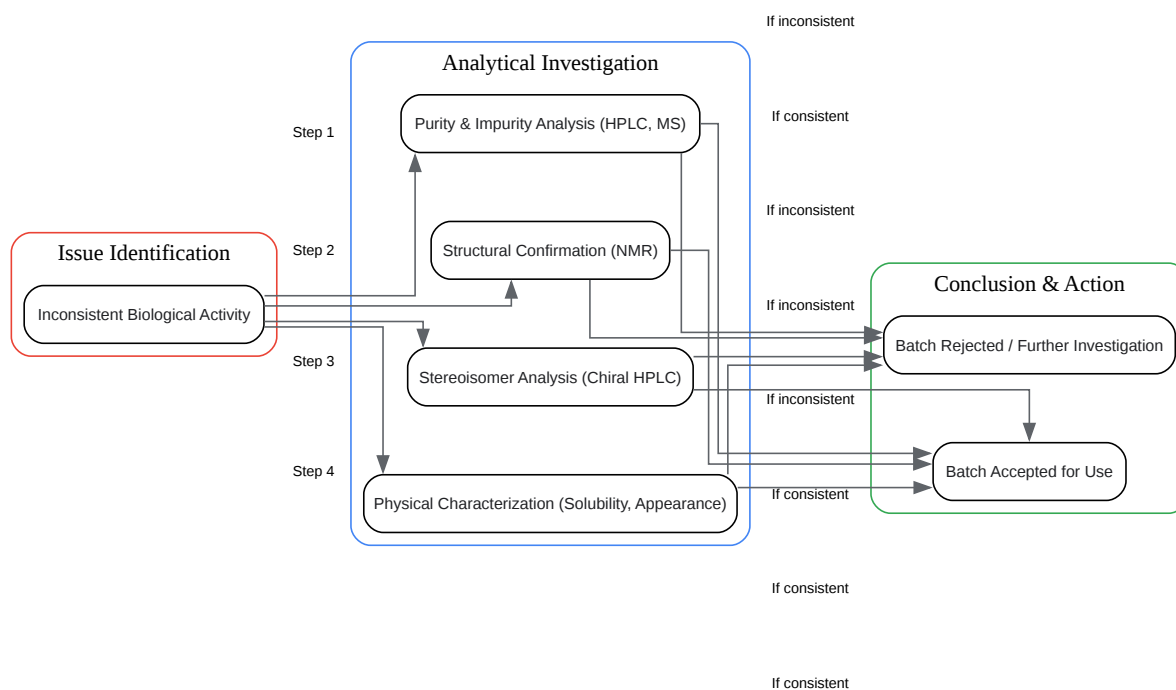 If inconsistent
Analytical Investigation
Purity & Impurity Analysis (HPLC, MS)
If consistent
Step 1
If inconsistent
Issue Identification
Step 2
Structural Confirmation (NMR)
Conclusion & Action
Inconsistent Biological Activity
If inconsistent
Batch Rejected / Further Investigation
Step 3
Stereoisomer Analysis (Chiral HPLC)
If inconsistent
Step 4
Batch Accepted for Use
If consistent
Physical Characterization (Solubility, Appearance)
If consistent
If consistent